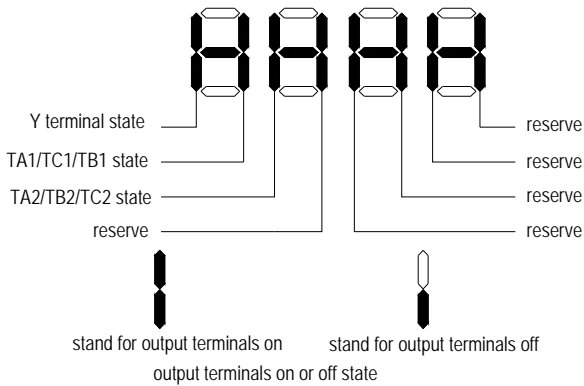 Y terminal state
reserve
TA1/TC1/TB1 state
reserve
TA2/TB2/TC2 state
reserve
reserve
reserve
stand for output terminals on
stand for output terminals off
output terminals on or off state